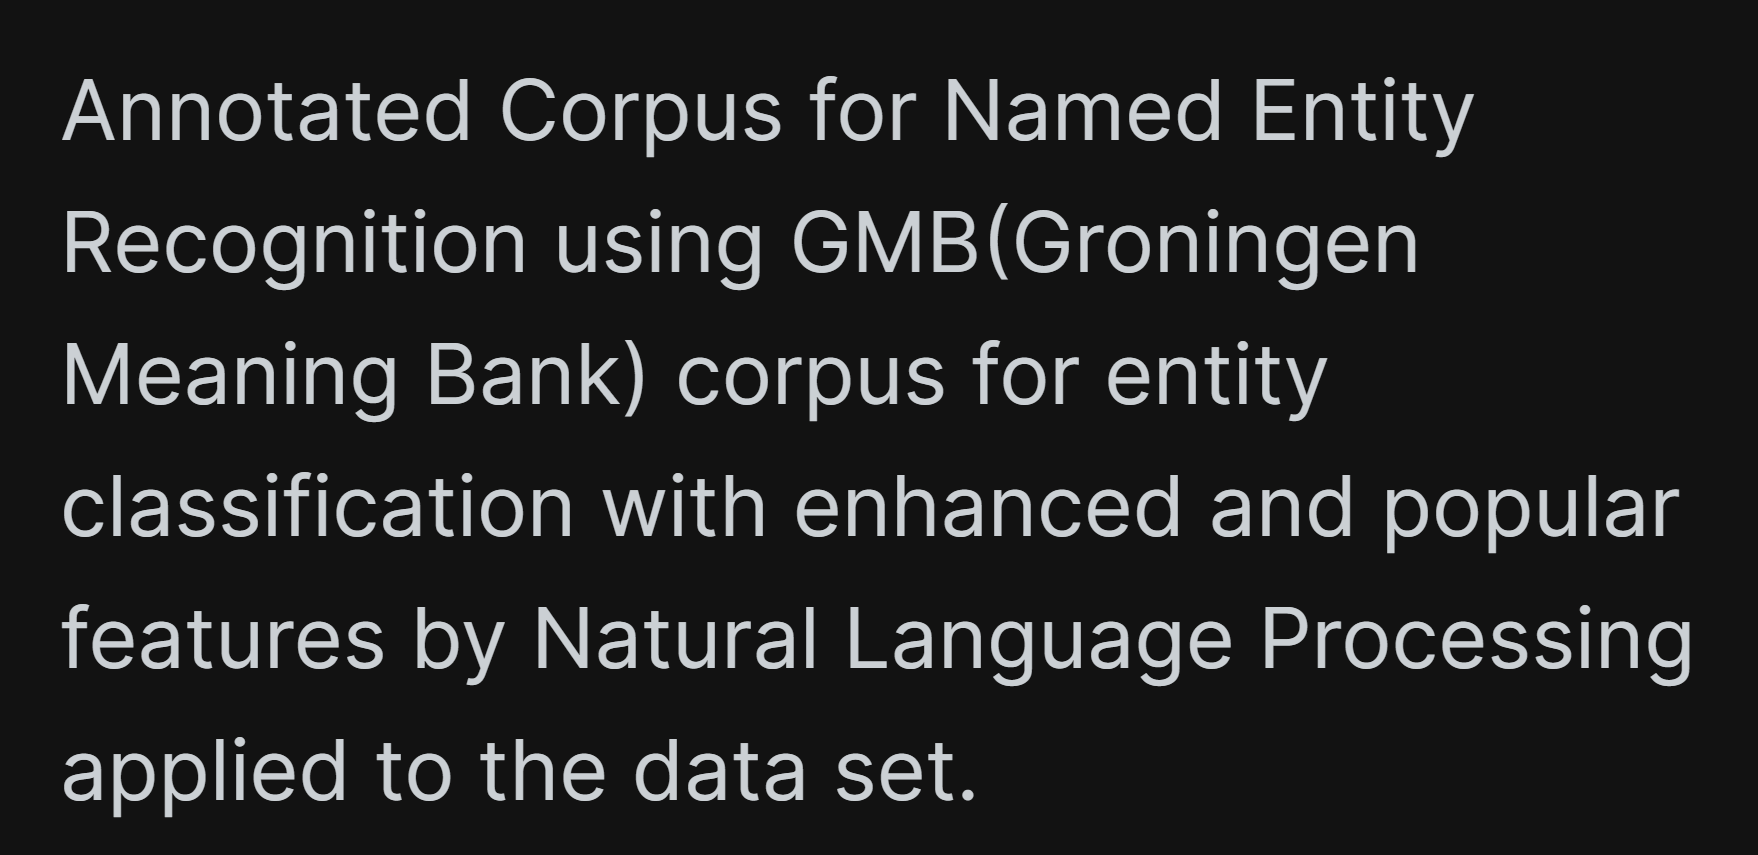 Annotated Corpus for Named Entity
Recognition using GMB(Groningen
Meaning Bank) corpus for entity
classification with enhanced and popular
features by Natural Language Processing
applied to the data set.